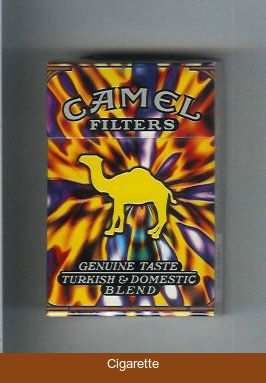 CAMEL
FILTERS
GENUINE TASTE
TURKISH & DOMESTIC
BLEND
Cigarette